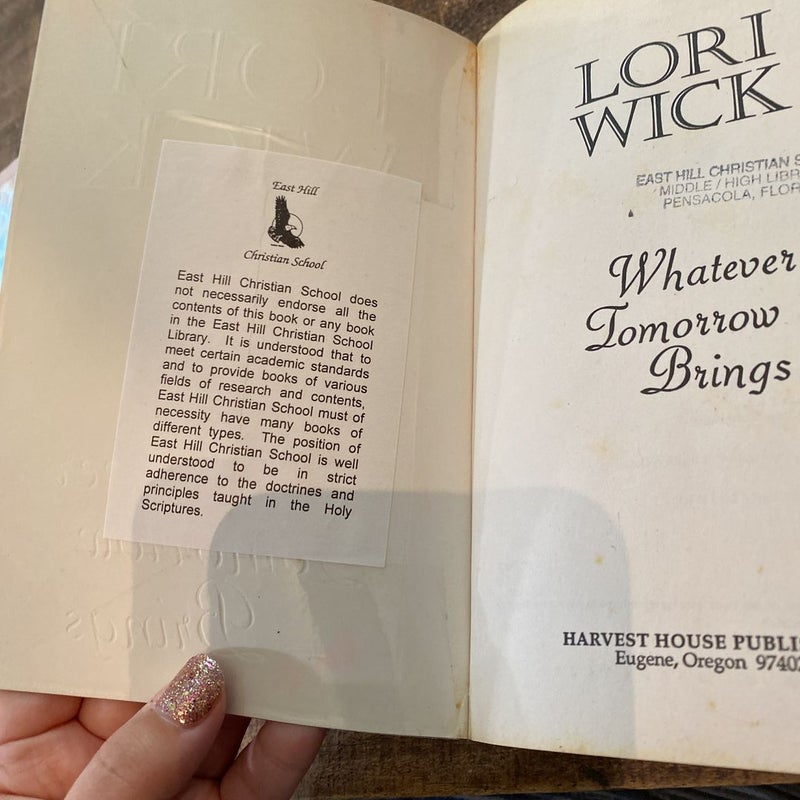 East Hill
Christian School
East Hill Christian School does
not necessarily endorse all the
contents of this book or any book
in the East Hill Christian School
Library. It is understood that to
meet certain academic standards
and to provide books of various
fields of research and contents,
East Hill Christian School must of
necessity have many books of
different types. The position of
East Hill Christian School is well
understood to be in strict
adherence to the doctrines and
principles taught in the Holy
Scriptures.
Brings
LORI
WICK
EAST HILL CHRISTIAN S
MIDDLE / HIGH LIBR
PENSACOLA, FLOR
Whatever
Tomorrow
Brings
HARVEST HOUSE PUBLIS
Eugene, Oregon 97402